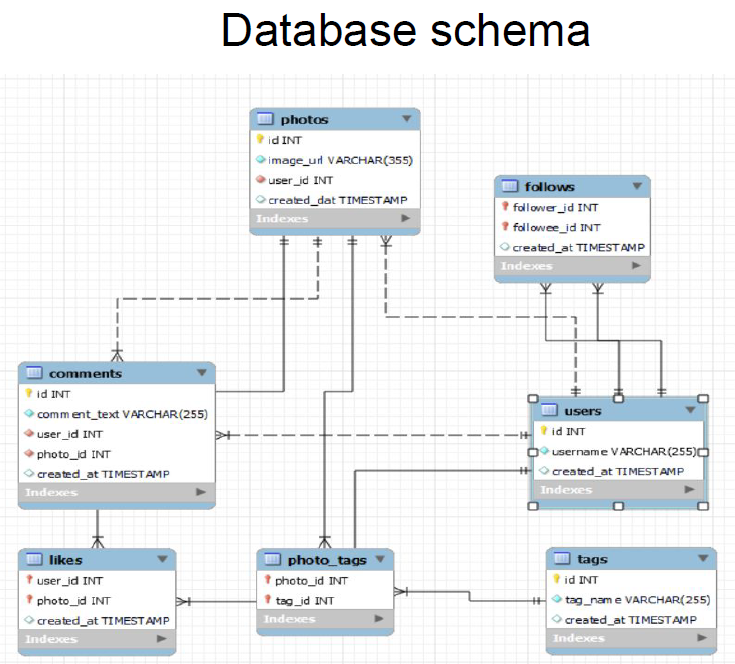 Database schema
photos
id INT
image_url VARCHAR(355)
user_id INT
created_dat TIMESTAMP
Indexes
follows
follower_id INT
followee_id INT
created_at TIMESTAMP
Indexes
comments
id INT
comment_text VARCHAR(255)
user_id INT
photo_id INT
created_at TIMESTAMP
Indexes
users
id INT
username VARCHAR(255)
created_at TIMESTAMP
Indexes
likes
user_id INT
photo_id INT
created_at TIMESTAMP
Indexes
photo_tags
photo_id INT
tag_id INT
Indexes
tags
id INT
tag_name VARCHAR(255)
created_at TIMESTAMP
Indexes